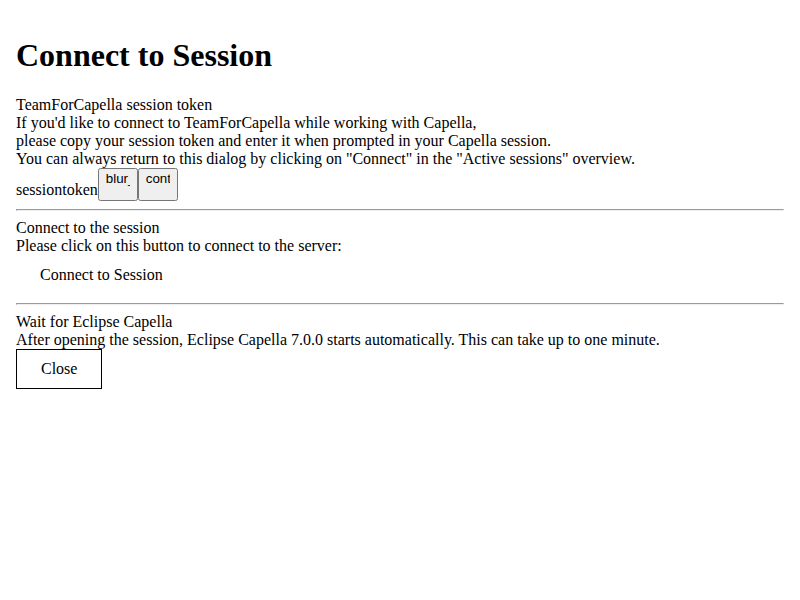 Connect to Session
TeamForCapella session token
If you'd like to connect to TeamForCapella while working with Capella,
please copy your session token and enter it when prompted in your Capella session.
You can always return to this dialog by clicking on "Connect" in the "Active sessions" overview.
sessiontoken blur_ cont
Connect to the session
Please click on this button to connect to the server:
Connect to Session
Wait for Eclipse Capella
After opening the session, Eclipse Capella 7.0.0 starts automatically. This can take up to one minute.
Close